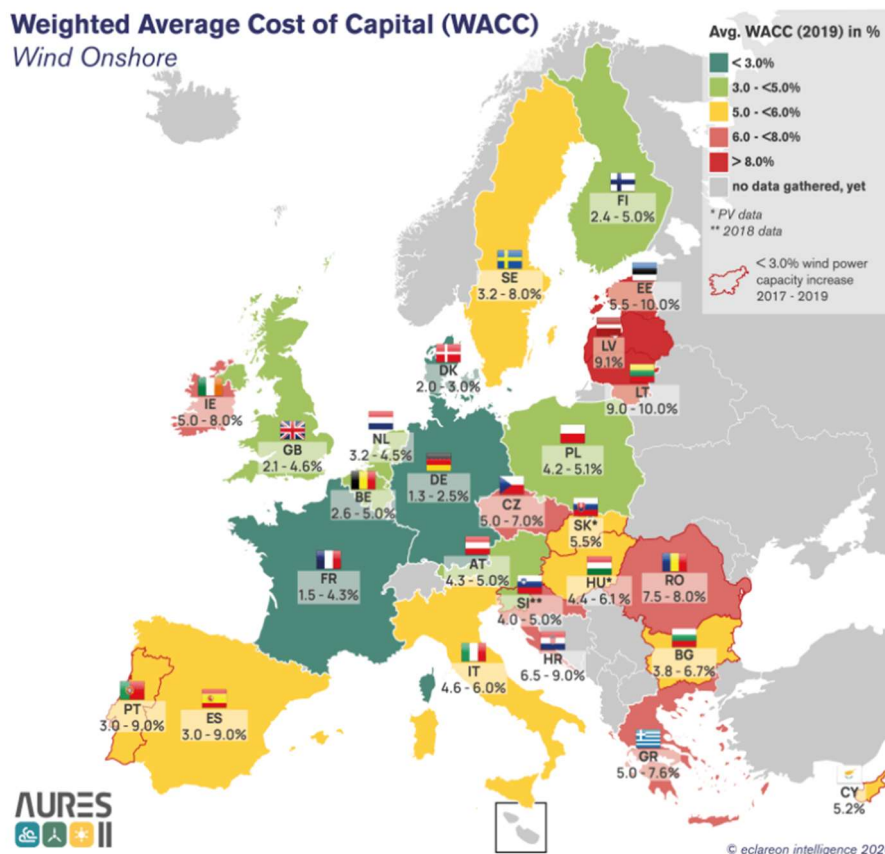 Weighted Average Cost of Capital (WACC)
Wind Onshore
Avg. WACC (2019) in %
< 3.0%
3.0 - <5.0%
5.0 - <6.0%
6.0 - <8.0%
> 8.0%
no data gathered, yet
* PV data
** 2018 data
< 3.0% wind power
capacity increase
2017 - 2019
FI
2.4 - 5.0%
SE
3.2 - 8.0%
EE
5.5 - 10.0%
LV
9.1%
LT
9.0 - 10.0%
DK
2.0 - 3.0%
IE
5.0 - 8.0%
GB
2.1 - 4.6%
NL
3.2 - 4.5%
BE
2.6 - 5.0%
DE
1.3 - 2.5%
PL
4.2 - 5.1%
CZ
5.0 - 7.0%
SK*
5.5%
FR
1.5 - 4.3%
AT
4.3 - 5.0%
HU*
4.4 - 6.1%
RO
7.5 - 8.0%
SI**
4.0 - 5.0%
HR
6.5 - 9.0%
BG
3.8 - 6.7%
IT
4.6 - 6.0%
PT
3.0 - 9.0%
ES
3.0 - 9.0%
GR
5.0 - 7.6%
CY
5.2%
AURES
II
© eclareon intelligence 202